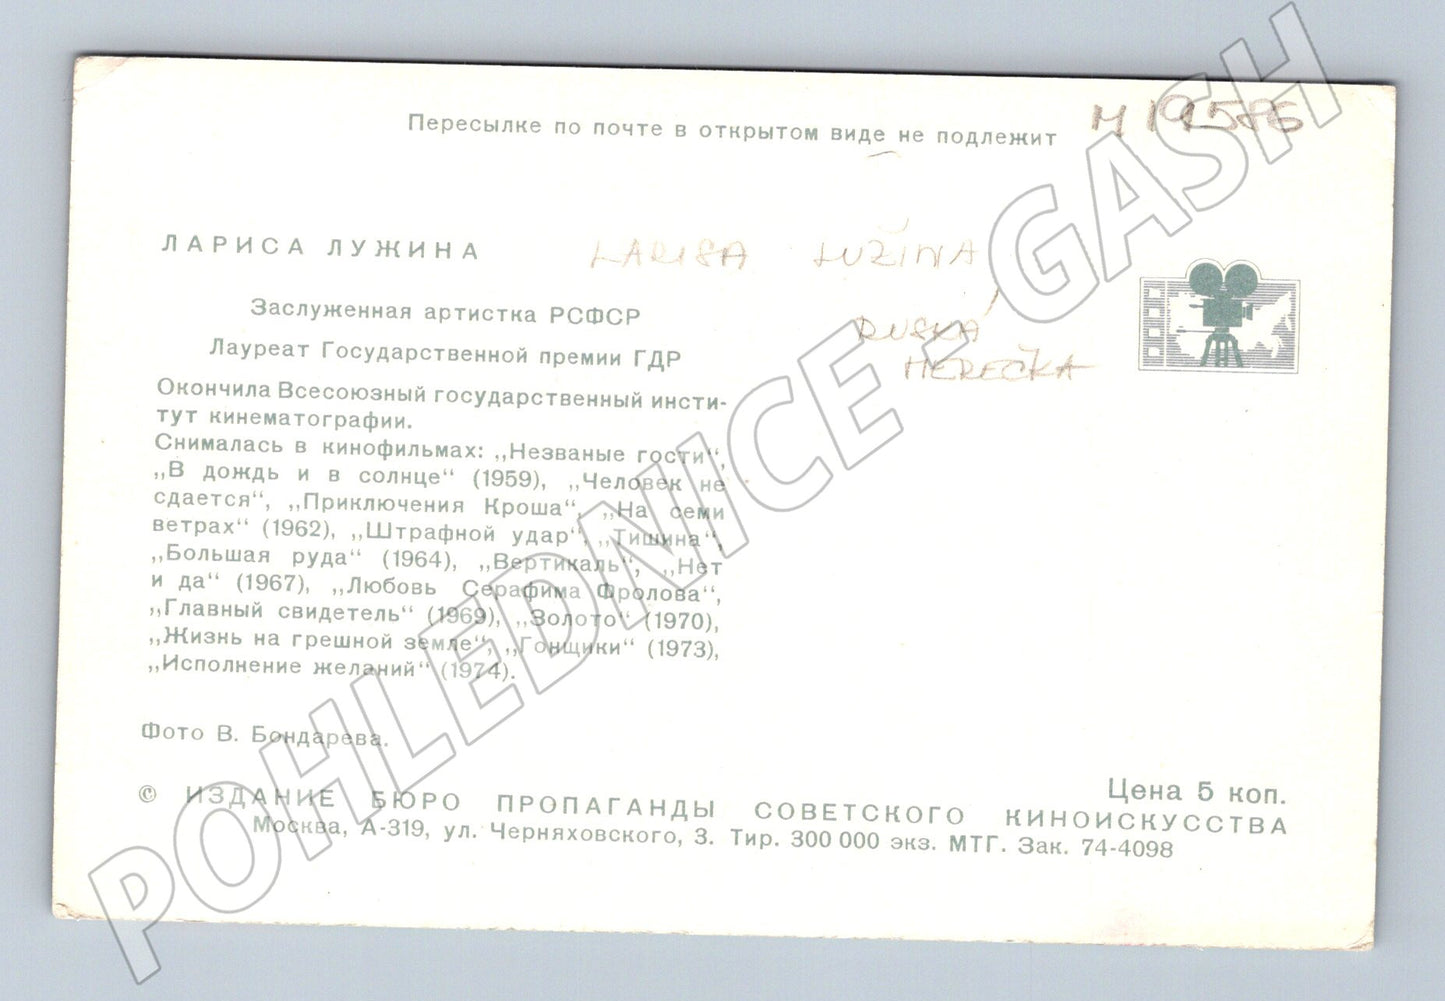 Пересылке по почте в открытом виде не подлежит
М 19586
ЛАРИСА ЛУЖИНА
LARISA LUŽINA
Заслуженная артистка РСФСР
RUSKÁ
Лауреат Государственной премии ГДР
HEREČKA
Окончила Всесоюзный государственный инсти-
тут кинематографии.
Снималась в кинофильмах: „Незваные гости“,
„В дождь и в солнце“ (1959), „Человек не
сдается“, „Приключения Кроша“, „На семи
ветрах“ (1962), „Штрафной удар“, „Тишина“,
„Большая руда“ (1964), „Вертикаль“, „Нет
и да“ (1967), „Любовь Серафима Фролова“,
„Главный свидетель“ (1969), „Золото“ (1970),
„Жизнь на грешной земле“, „Гонщики“ (1973),
„Исполнение желаний“ (1974).
Фото В. Бондарева.
Цена 5 коп.
© ИЗДАНИЕ БЮРО ПРОПАГАНДЫ СОВЕТСКОГО КИНОИСКУССТВА
Москва, А-319, ул. Черняховского, 3. Тир. 300 000 экз. МТГ. Зак. 74-4098
POHLEDNICE - GASH